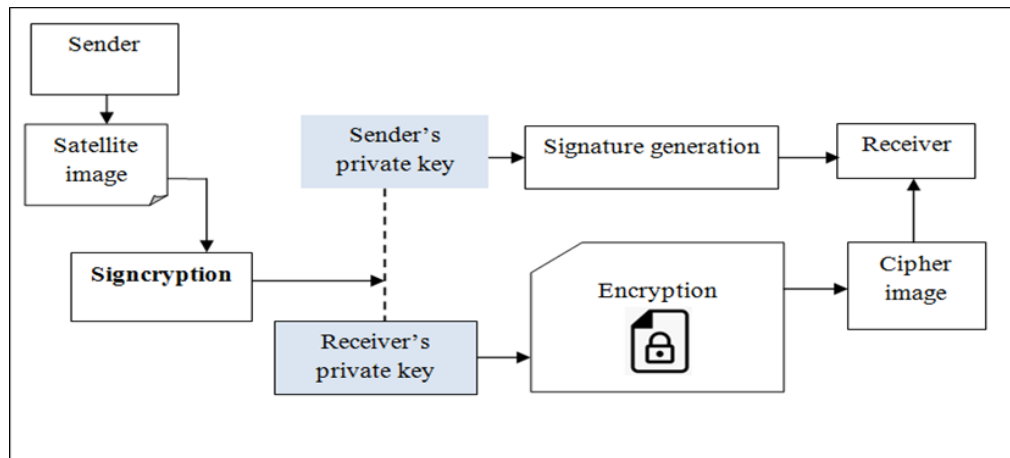 Sender
Satellite
image
Signcryption
Sender's
private key
Signature generation
Receiver
Receiver's
private key
Encryption
Cipher
image